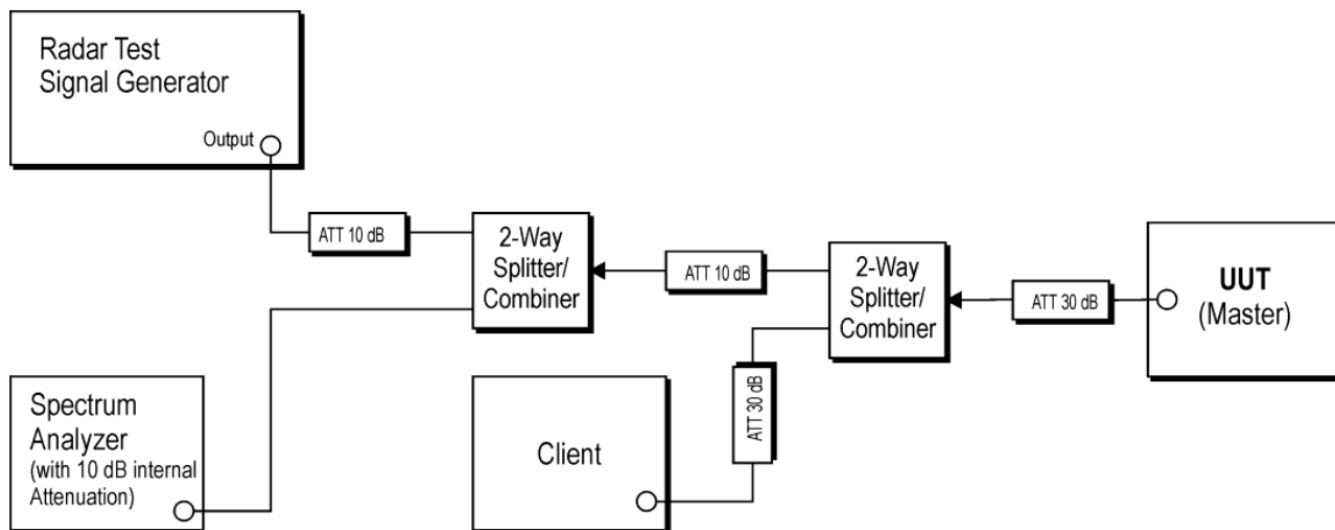 Radar Test
Signal Generator
Output
ATT 10 dB
2-Way
Splitter/
Combiner
ATT 10 dB
2-Way
Splitter/
Combiner
ATT 30 dB
UUT
(Master)
Spectrum
Analyzer
(with 10 dB internal
Attenuation)
Client
ATT 30 dB